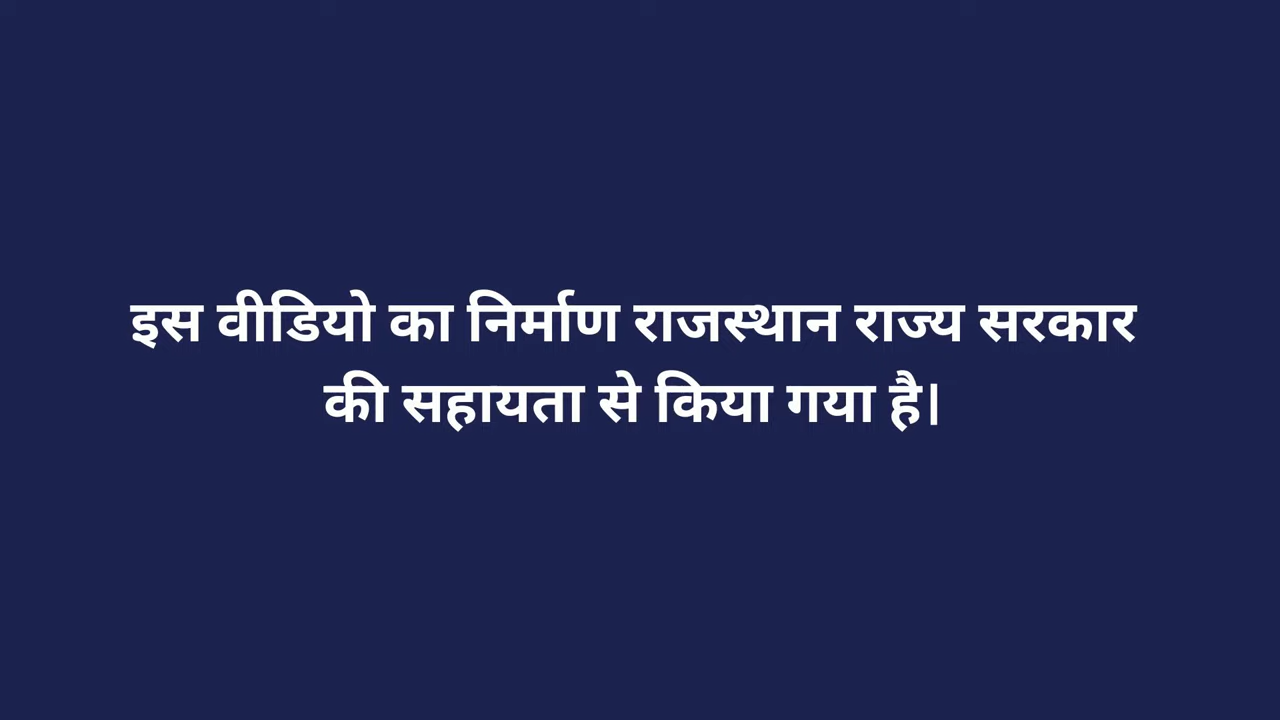 इस वीडियो का निर्माण राजस्थान राज्य सरकार
की सहायता से किया गया है।